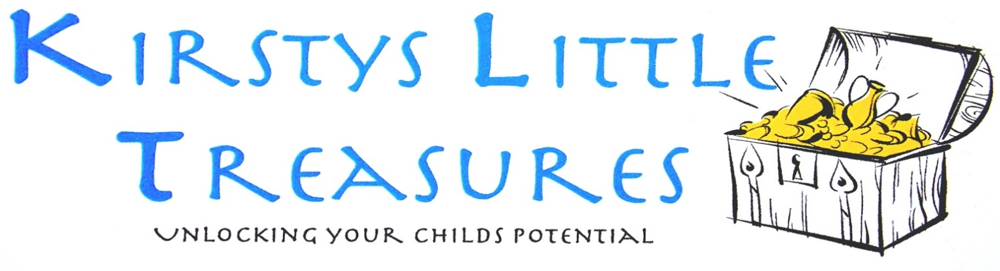 KIRSTYS LITTLE
TREASURES
UNLOCKING YOUR CHILDS POTENTIAL